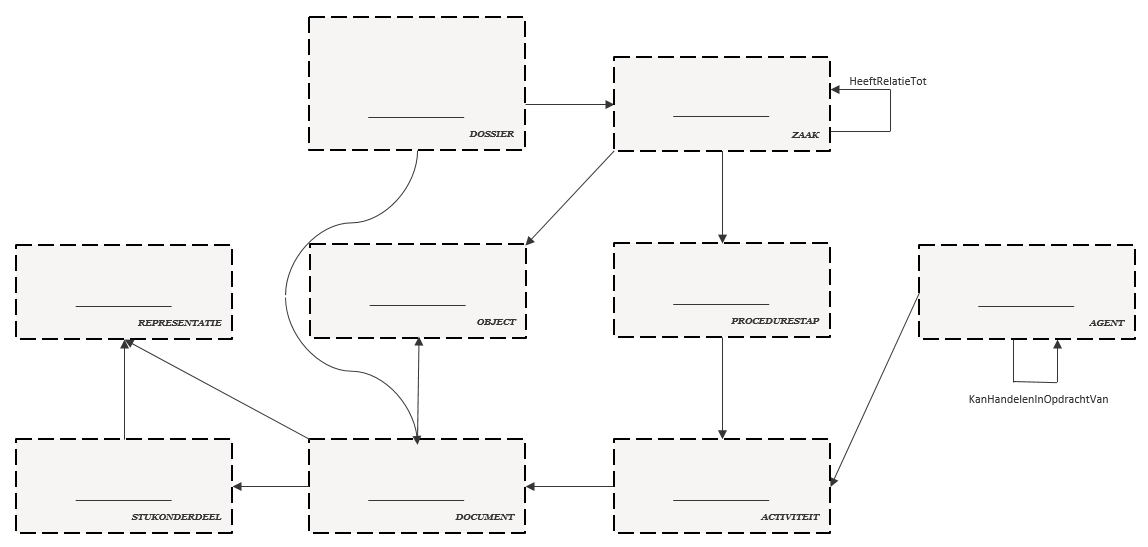 DOSSIER
HeeftRelatieTot
ZAAK
REPRESENTATIE
OBJECT
PROCEDURESTAP
AGENT
KanHandelenInOpdrachtVan
STUKONDERDEEL
DOCUMENT
ACTIVITEIT